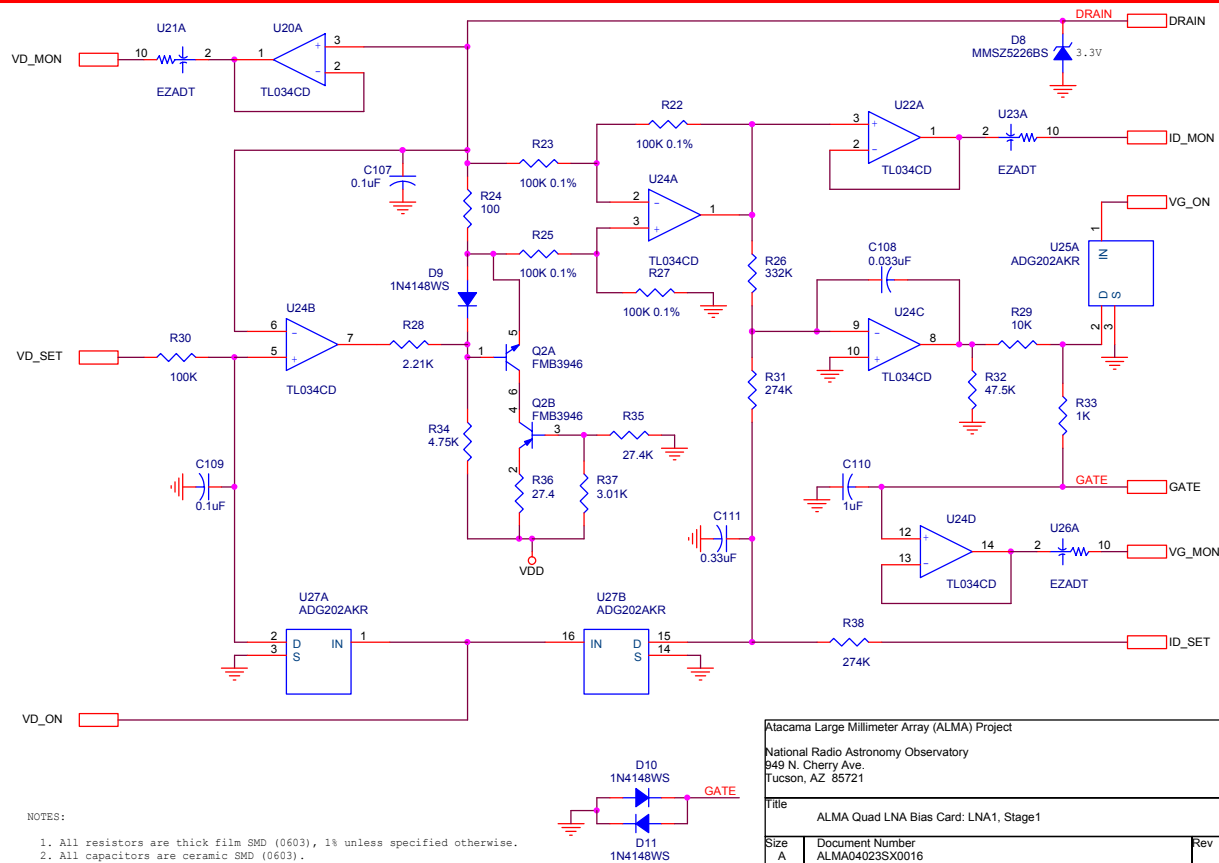 DRAIN
DRAIN
U21A
U20A
D8
MMSZ5226BS
3.3V
VD_MON
10
2
1
3
2
EZADT
TL034CD
R22
100K 0.1%
U22A
U23A
3
2
1
2
10
ID_MON
TL034CD
EZADT
R23
100K 0.1%
C107
0.1uF
R24
100
U24A
2
3
1
TL034CD
VG_ON
1
U25A
ADG202AKR
IN
D
S
2
3
R25
100K 0.1%
R27
100K 0.1%
R26
332K
C108
0.033uF
D9
1N4148WS
U24B
6
5
7
TL034CD
R28
2.21K
VD_SET
R30
100K
5
1
Q2A
FMB3946
6
4
Q2B
FMB3946
3
2
U24C
9
10
8
TL034CD
R29
10K
R31
274K
R32
47.5K
R33
1K
R34
4.75K
R35
27.4K
R36
27.4
R37
3.01K
C109
0.1uF
VDD
C111
0.33uF
C110
1uF
GATE
GATE
U24D
12
13
14
TL034CD
U26A
2
10
VG_MON
EZADT
U27A
ADG202AKR
2
3
D
S
IN
1
U27B
ADG202AKR
16
IN
D
S
15
14
R38
274K
ID_SET
VD_ON
D10
1N4148WS
GATE
D11
1N4148WS
NOTES:
1. All resistors are thick film SMD (0603), 1% unless specified otherwise.
2. All capacitors are ceramic SMD (0603).
Atacama Large Millimeter Array (ALMA) Project
National Radio Astronomy Observatory
949 N. Cherry Ave.
Tucson, AZ 85721
Title
ALMA Quad LNA Bias Card: LNA1, Stage1
Size
Document Number
Rev
A
ALMA04023SX0016